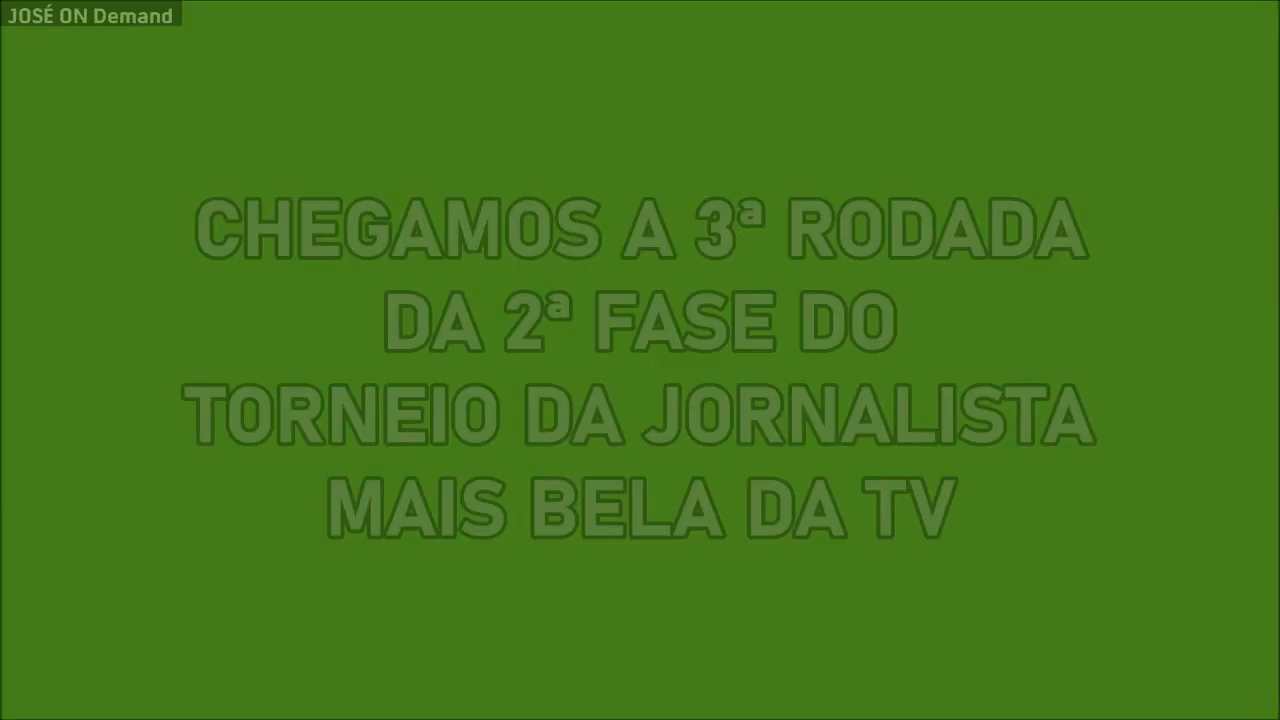 JOSÉ ON Demand
CHEGAMOS A 3ª RODADA
DA 2ª FASE DO
TORNEIO DA JORNALISTA
MAIS BELA DA TV